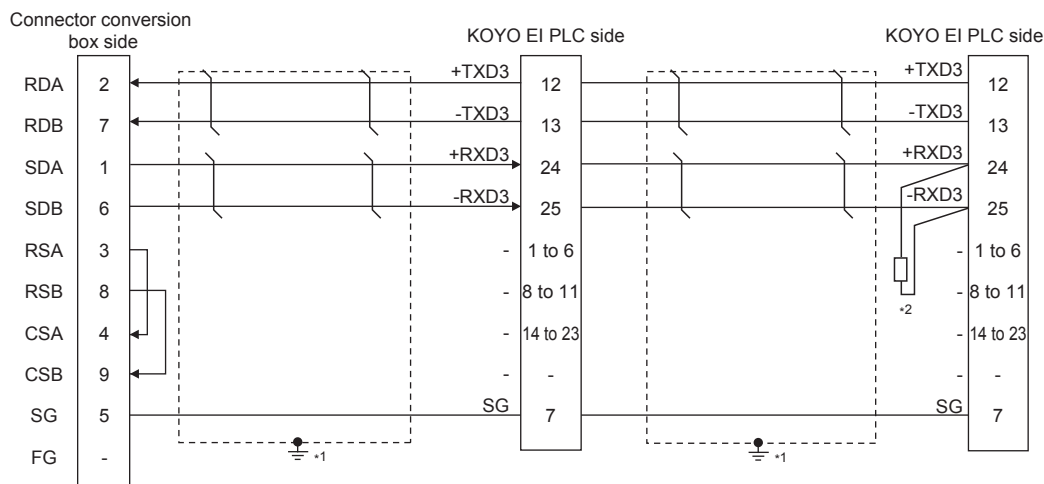 Connector conversion
box side
KOYO EI PLC side
KOYO EI PLC side
RDA 2 +TXD3 12 +TXD3 12
RDB 7 -TXD3 13 -TXD3 13
SDA 1 +RXD3 24 +RXD3 24
SDB 6 -RXD3 25 -RXD3 25
RSA 3 - 1 to 6 - 1 to 6
RSB 8 - 8 to 11 - 8 to 11
*2
CSA 4 - 14 to 23 - 14 to 23
CSB 9 - - - -
SG 5 SG 7 SG 7
FG - *1 *1